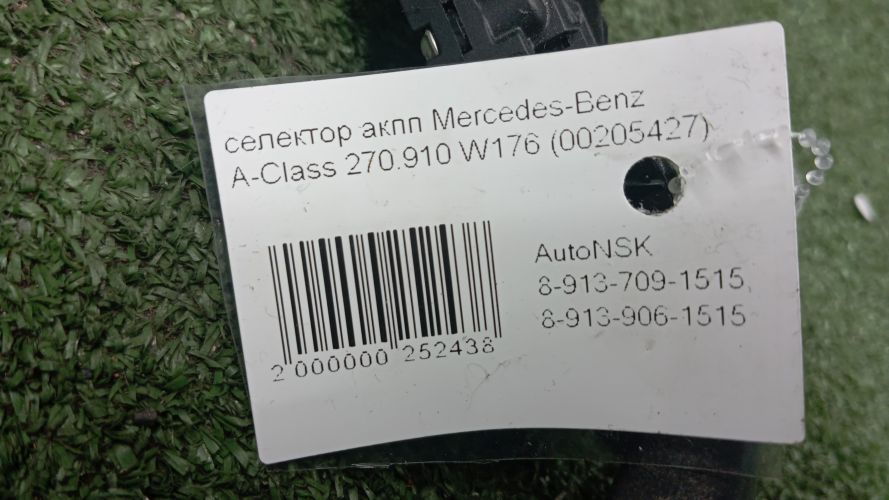 селектор акпп Mercedes-Benz
A-Class 270.910 W176 (00205427)
AutoNSK
8-913-709-1515,
8-913-906-1515
2 000000 252438